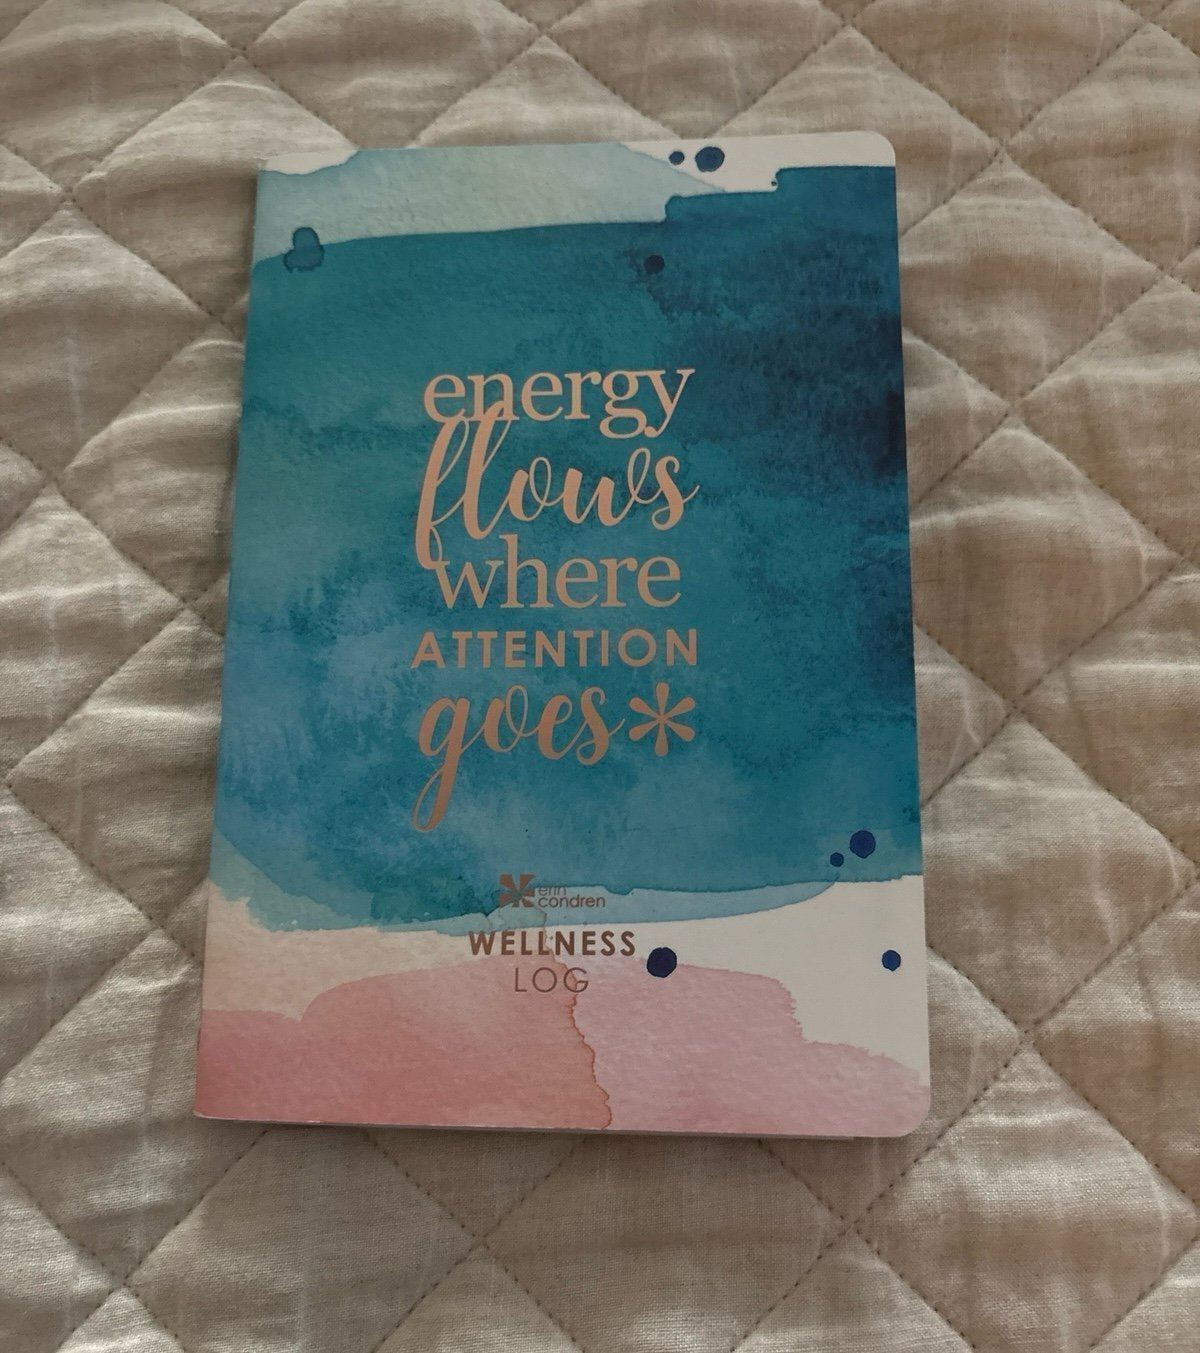 energy
flows
where
ATTENTION
goes*
erin
condren
WELLNESS
LOG